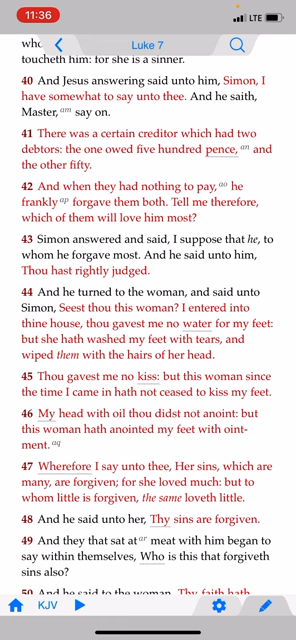 11:36
LTE
Luke 7
toucheth him: for she is a sinner.
40 And Jesus answering said unto him, Simon, I
have somewhat to say unto thee. And he saith,
Master, am say on.
41 There was a certain creditor which had two
debtors: the one owed five hundred pence, an and
the other fifty.
42 And when they had nothing to pay, ao he
frankly ap forgave them both. Tell me therefore,
which of them will love him most?
43 Simon answered and said, I suppose that he, to
whom he forgave most. And he said unto him,
Thou hast rightly judged.
44 And he turned to the woman, and said unto
Simon, Seest thou this woman? I entered into
thine house, thou gavest me no water for my feet:
but she hath washed my feet with tears, and
wiped them with the hairs of her head.
45 Thou gavest me no kiss: but this woman since
the time I came in hath not ceased to kiss my feet.
46 My head with oil thou didst not anoint: but
this woman hath anointed my feet with oint-
ment. aq
47 Wherefore I say unto thee, Her sins, which are
many, are forgiven; for she loved much: but to
whom little is forgiven, the same loveth little.
48 And he said unto her, Thy sins are forgiven.
49 And they that sat at ar meat with him began to
say within themselves, Who is this that forgiveth
sins also?
50 And he said to the woman, Thy faith hath
KJV